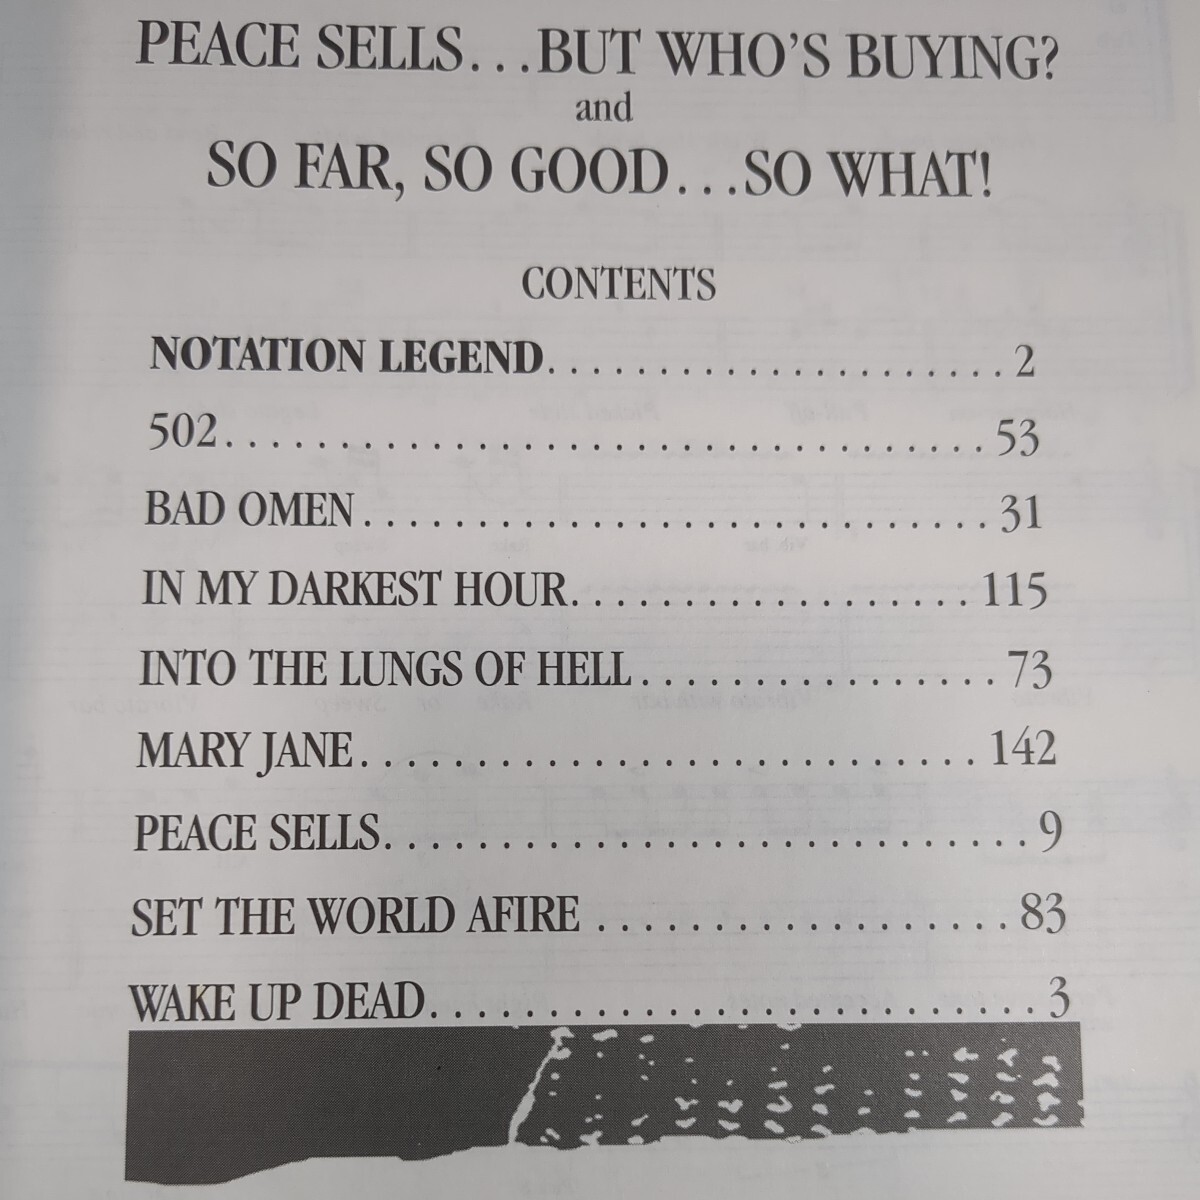 PEACE SELLS...BUT WHO'S BUYING?
and
SO FAR, SO GOOD...SO WHAT!
CONTENTS
NOTATION LEGEND. . . . . . . . . . . . . . . . . . . . . 2
502. . . . . . . . . . . . . . . . . . . . . . . . . . . . . . . . . . 53
BAD OMEN. . . . . . . . . . . . . . . . . . . . . . . . . . . . 31
IN MY DARKEST HOUR. . . . . . . . . . . . . . . . . . 115
INTO THE LUNGS OF HELL. . . . . . . . . . . . . . . . 73
MARY JANE. . . . . . . . . . . . . . . . . . . . . . . . . . . 142
PEACE SELLS. . . . . . . . . . . . . . . . . . . . . . . . . . . . 9
SET THE WORLD AFIRE . . . . . . . . . . . . . . . . . . . 83
WAKE UP DEAD. . . . . . . . . . . . . . . . . . . . . . . . . . 3